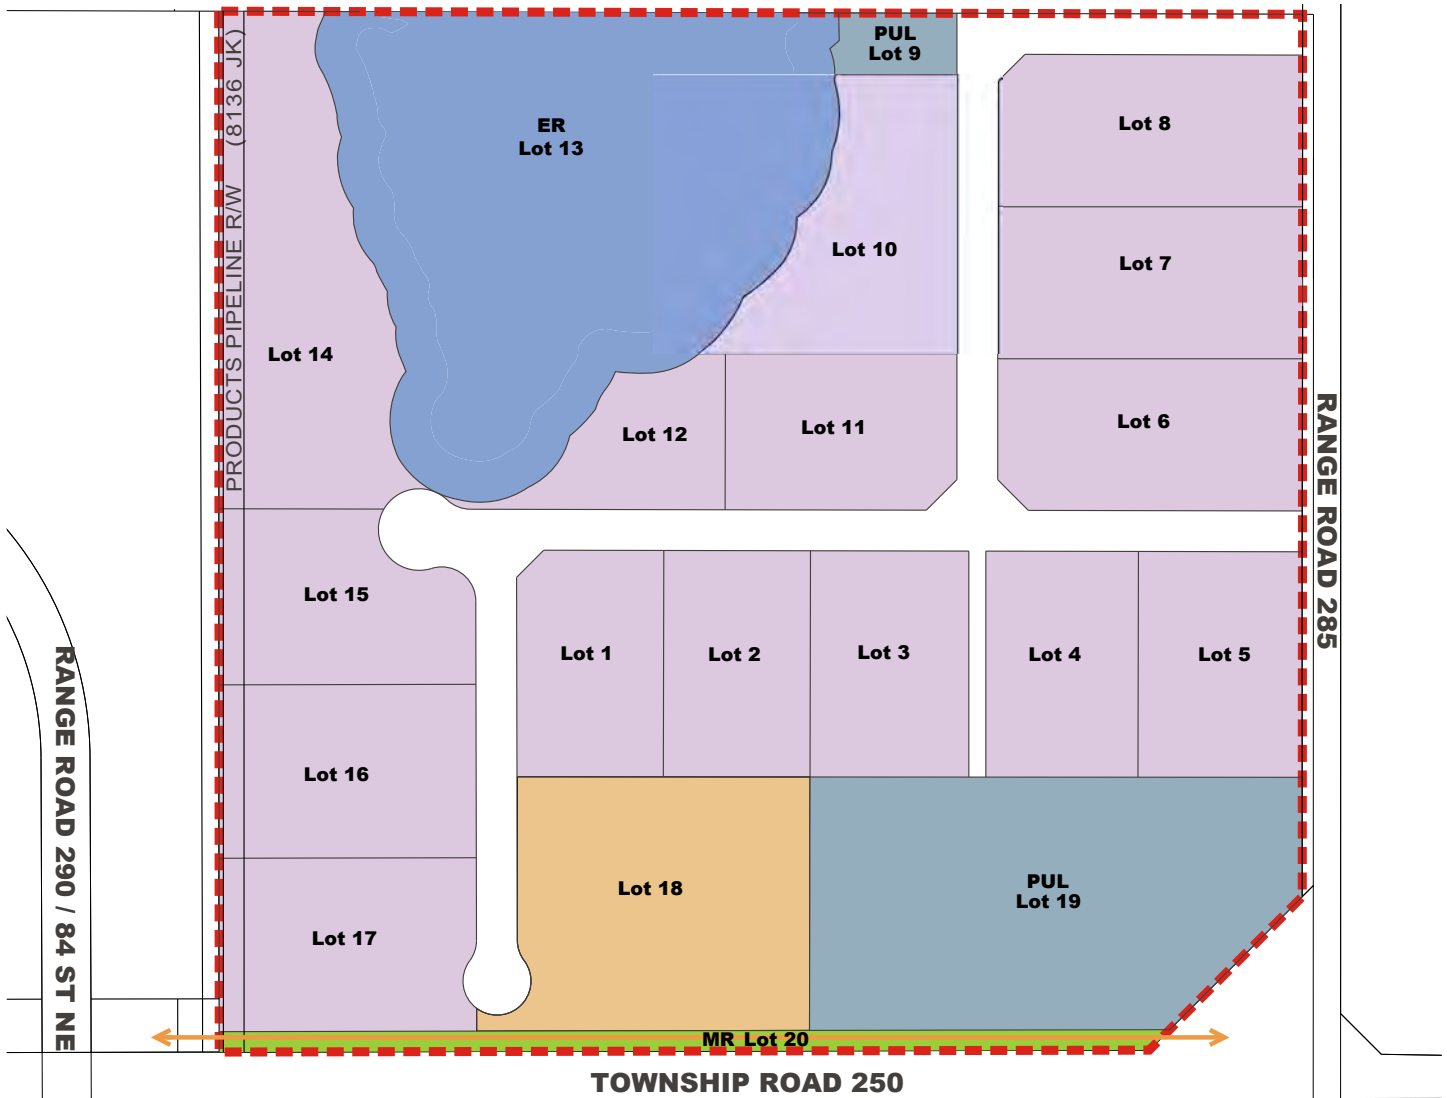 PUL
Lot 9
ER
Lot 13
Lot 8
Lot 10
Lot 7
PRODUCTS PIPELINE R/W (8136 JK)
Lot 14
Lot 12
Lot 11
Lot 6
RANGE ROAD 285
Lot 15
Lot 1
Lot 2
Lot 3
Lot 4
Lot 5
RANGE ROAD 290 / 84 ST NE
Lot 16
Lot 18
PUL
Lot 19
Lot 17
MR Lot 20
TOWNSHIP ROAD 250